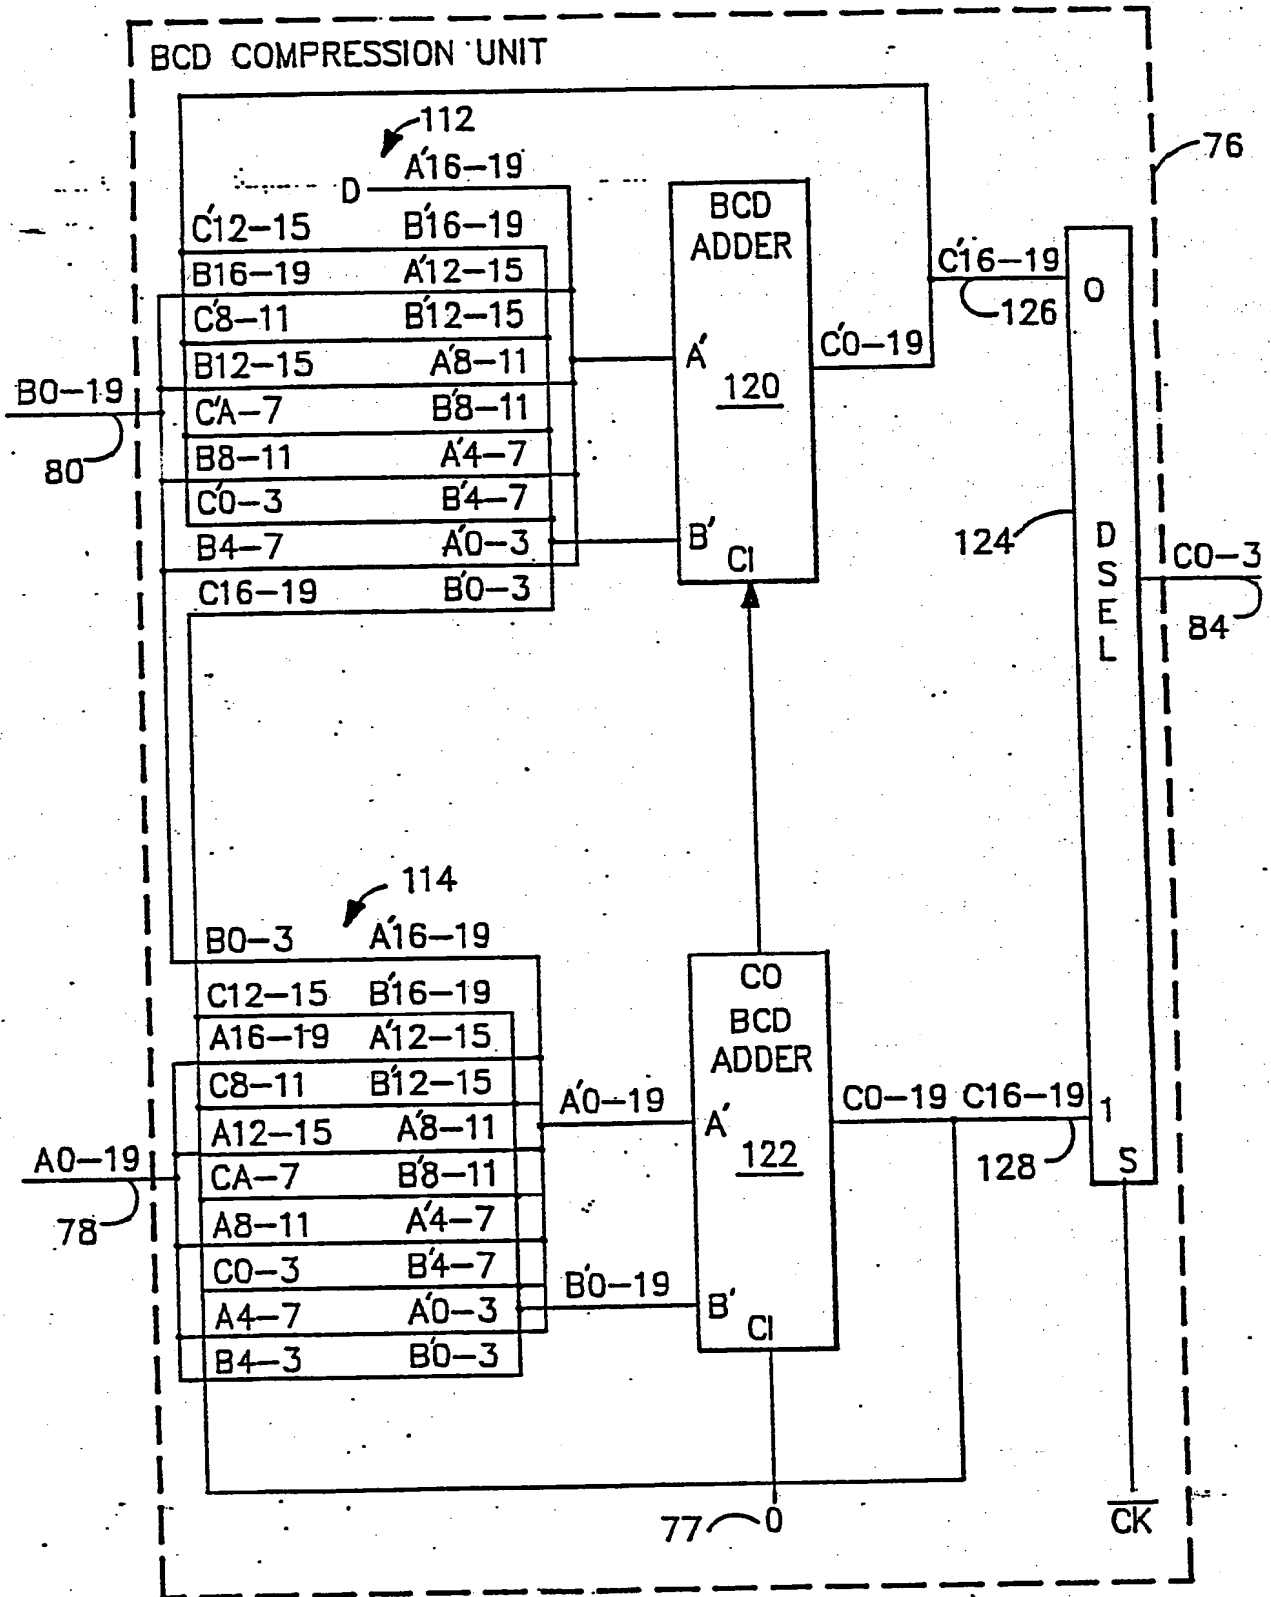 BCD COMPRESSION UNIT
112
76
D
A'16-19
C'12-15 B'16-19
B16-19 A'12-15
C'8-11 B'12-15
B12-15 A'8-11
C'A-7 B'8-11
B8-11 A'4-7
C'0-3 B'4-7
B4-7 A'0-3
C16-19 B'0-3
B0-19
80
BCD
ADDER
A'
120
B'
CI
C'0-19
C'16-19
126
0
124
D
S
E
L
C0-3
84
114
B0-3 A'16-19
C12-15 B'16-19
A16-19 A'12-15
C8-11 B'12-15
A12-15 A'8-11
CA-7 B'8-11
A8-11 A'4-7
C0-3 B'4-7
A4-7 A'0-3
B4-3 B'0-3
A0-19
78
A'0-19
B'0-19
CO
BCD
ADDER
A'
122
B'
CI
C0-19 C16-19
128
1
S
77
0
CK